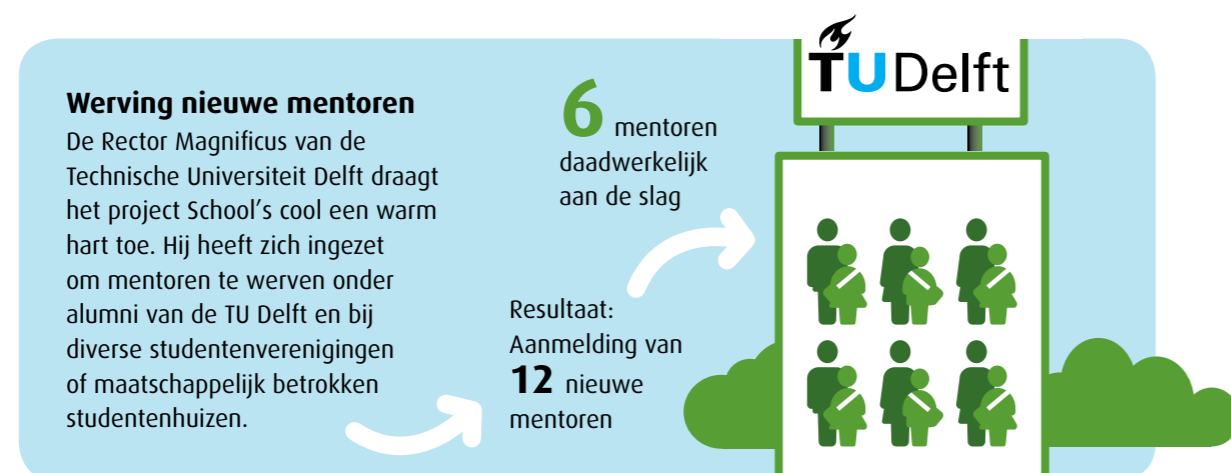 Werving nieuwe mentoren
De Rector Magnificus van de
Technische Universiteit Delft draagt
het project School's cool een warm
hart toe. Hij heeft zich ingezet
om mentoren te werven onder
alumni van de TU Delft en bij
diverse studentenverenigingen
of maatschappelijk betrokken
studentenhuizen.
Resultaat:
Aanmelding van
12 nieuwe
mentoren
6 mentoren
daadwerkelijk
aan de slag
TUDelft